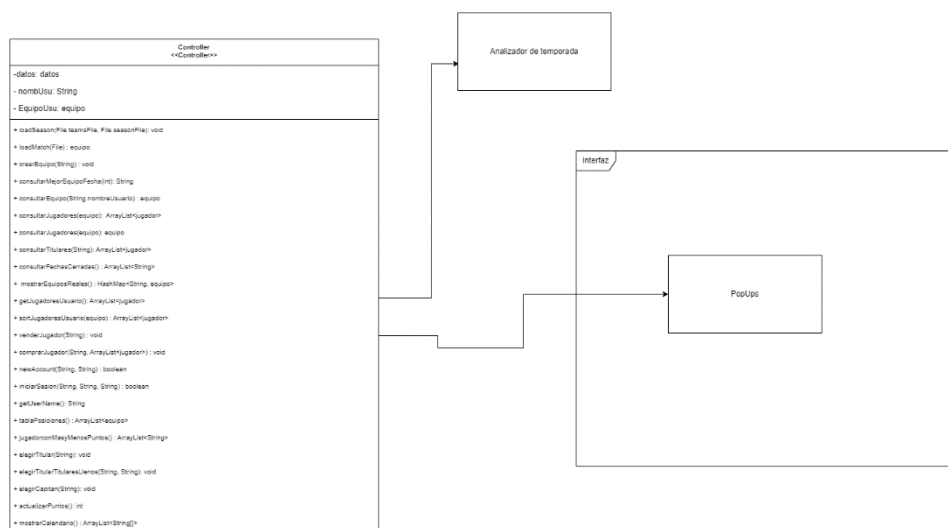 Controller
<<Controller>>
-datos: datos
- nombUsu: String
- EquipoUsu: equipo
+ loadSeason(File teamsFile, File seasonFile): void
+ loadMatch(File) : equipo
+ crearEquipo(String) : void
+ consultarMejorEquipoFecha(int): String
+ consultarEquipo(String nombreUsuario) : equipo
+ consultarJugadores(equipo): ArrayList<jugador>
+ consultarJugadores(equipo): equipo
+ consultarTitulares(String): ArrayList<jugador>
+ consultarFechasCerradas() : ArrayList<String>
+ mostrarEquiposReales() : HashMap<String, equipo>
+ getJugadoresUsuario(): ArrayList<jugador>
+ sortJugadoresUsuario(equipo) : ArrayList<jugador>
+ venderJugador(String) : void
+ comprarJugador(String, ArrayList<jugador>) : void
+ newAccount(String, String) : boolean
+ iniciarSesion(String, String, String) : boolean
+ getUserName(): String
+ tablaPosiciones() : ArrayList<equipo>
+ jugadorconMasyMenosPuntos() : ArrayList<String>
+ elegirTitular(String): void
+ elegirTitularTitularesLlenos(String, String): void
+ elegirCapitan(String): void
+ actualizarPuntos(): int
+ mostrarCalendario() : ArrayList<String[]>
Analizador de temporada
Interfaz
PopUps